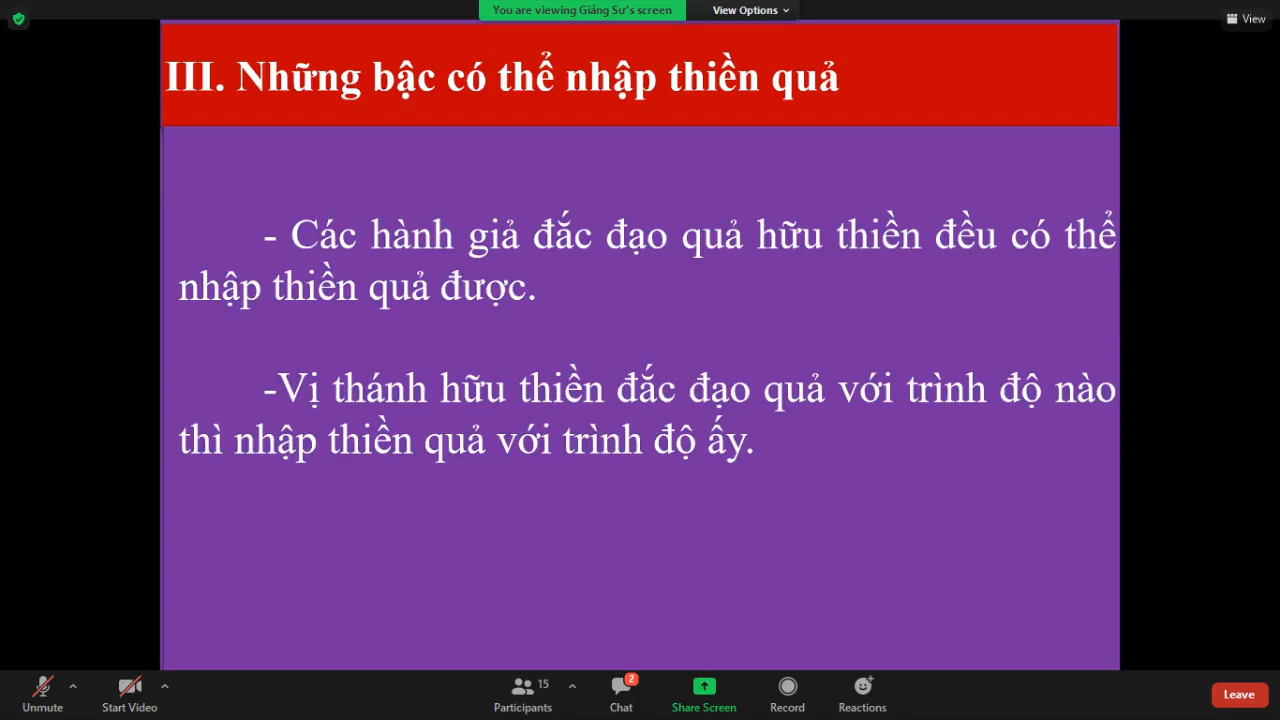 You are viewing Giảng Sư's screen
View Options
View
III. Những bậc có thể nhập thiền quả
- Các hành giả đắc đạo quả hữu thiền đều có thể
nhập thiền quả được.
-Vị thánh hữu thiền đắc đạo quả với trình độ nào
thì nhập thiền quả với trình độ ấy.
Unmute
Start Video
15
Participants
2
Chat
Share Screen
Record
Reactions
Leave